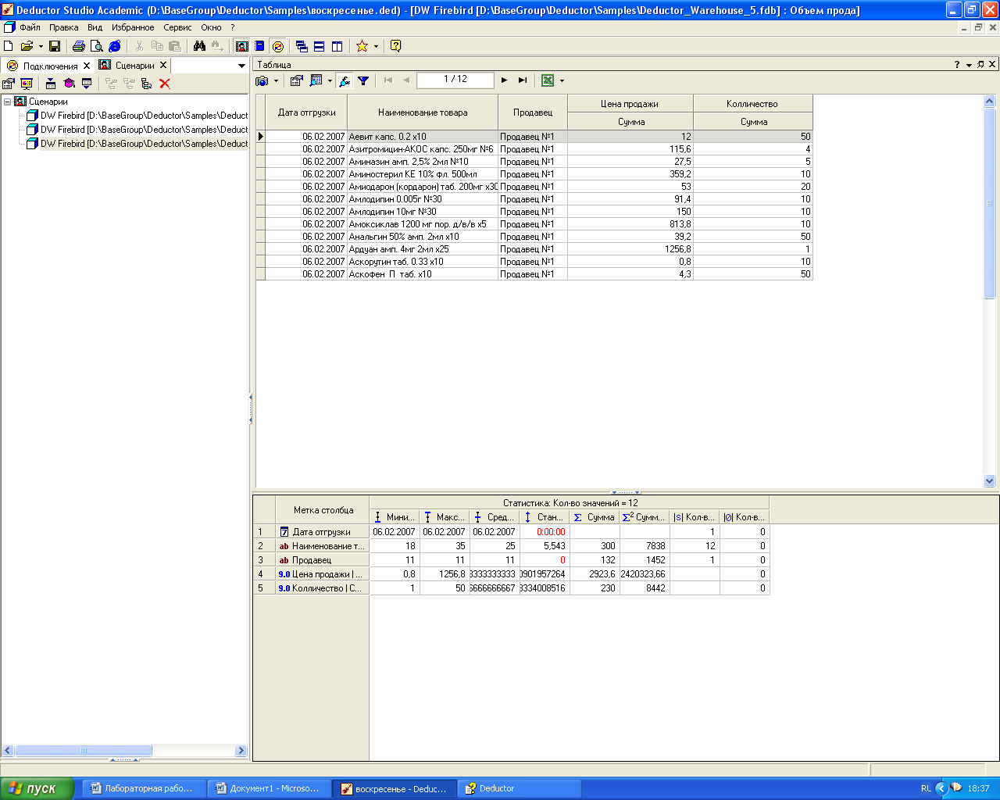 Deductor Studio Academic (D:\BaseGroup\Deductor\Samples\воскресенье.ded) - [DW Firebird [D:\BaseGroup\Deductor\Samples\Deductor_Warehouse_5.fdb] : Объем прода]
Файл Правка Вид Избранное Сервис Окно ?
Подключения X Сценарии X
Таблица
1 / 12
Сценарии
DW Firebird [D:\BaseGroup\Deductor\Samples\Deduct
DW Firebird [D:\BaseGroup\Deductor\Samples\Deduct
DW Firebird [D:\BaseGroup\Deductor\Samples\Deduct
Дата отгрузки Наименование товара Продавец Цена продажи Колличество
Сумма Сумма
06.02.2007 Аевит капс. 0.2 х10 Продавец №1 12 50
06.02.2007 Азитромицин-АКОС капс. 250мг №6 Продавец №1 115,6 4
06.02.2007 Аминазин амп. 2,5% 2мл №10 Продавец №1 27,5 5
06.02.2007 Аминостерил КЕ 10% фл. 500мл Продавец №1 359,2 10
06.02.2007 Амиодарон (кордарон) таб. 200мг х30 Продавец №1 53 20
06.02.2007 Амлодипин 0.005г №30 Продавец №1 91,4 10
06.02.2007 Амлодипин 10мг №30 Продавец №1 150 10
06.02.2007 Амоксиклав 1200 мг пор. д/в/в х5 Продавец №1 813,8 10
06.02.2007 Анальгин 50% амп. 2мл х10 Продавец №1 39,2 50
06.02.2007 Ардуан амп. 4мг 2мл х25 Продавец №1 1256,8 1
06.02.2007 Аскорутин таб. 0.33 х10 Продавец №1 0,8 10
06.02.2007 Аскофен П таб. х10 Продавец №1 4,3 50
Метка столбца Статистика: Кол-во значений = 12
Мини... Макс... Сред... Стан... Σ Сумма Σ² Сумм... |s| Кол-в... |0| Кол-в...
1 7 Дата отгрузки 06.02.2007 06.02.2007 06.02.2007 0:00:00 1 0
2 ab Наименование т... 18 35 25 5,543 300 7838 12 0
3 ab Продавец 11 11 11 0 132 1452 1 0
4 9.0 Цена продажи | ... 0,8 1256,8 3333333333 0901957264 2923,6 2420323,66 0
5 9.0 Колличество | С... 1 50 6666666667 3334008516 230 8442 0
пуск Лабораторная рабо... Документ1 - Microso... воскресенье - Deduc... Deductor RL 18:37